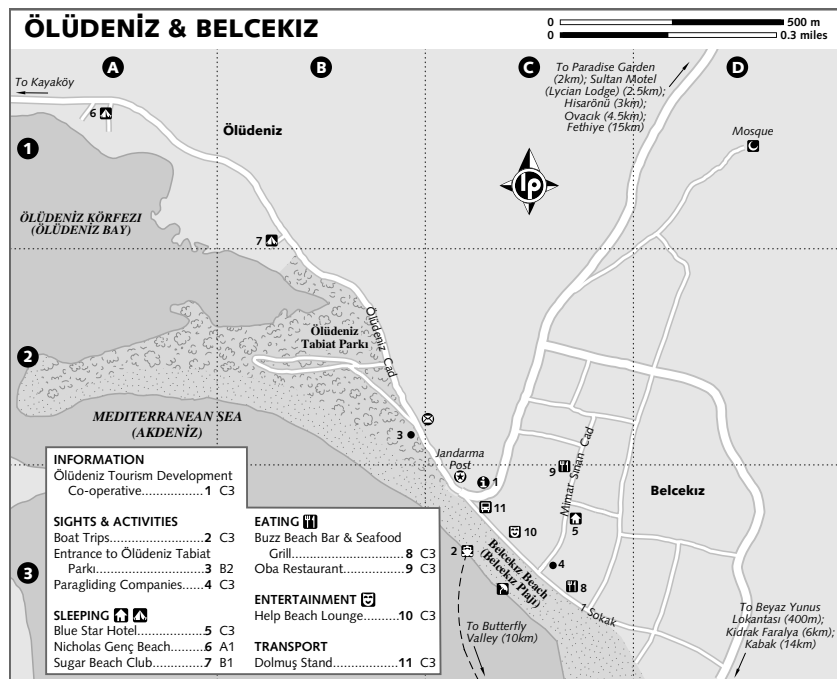 ÖLÜDENİZ & BELCEKIZ
0 500 m
0 0.3 miles
A
B
C
D
1
2
3
To Kayaköy
6
Ölüdeniz
To Paradise Garden
(2km); Sultan Motel
(Lycian Lodge) (2.5km);
Hisarönü (3km);
Ovacık (4.5km);
Fethiye (15km)
Mosque
lp
ÖLÜDENİZ KÖRFEZI
(ÖLÜDENİZ BAY)
7
Ölüdeniz Cad
Ölüdeniz
Tabiat Parkı
MEDITERRANEAN SEA
(AKDENİZ)
3
Jandarma
Post
1
11
9
Mimar Sinan Cad
Belcekız
10
5
2
4
8
Belcekız Beach
(Belcekız Plajı)
1 Sokak
To Butterfly
Valley (10km)
To Beyaz Yunus
Lokantası (400m);
Kidrak Faralya (6km);
Kabak (14km)
INFORMATION
Ölüdeniz Tourism Development
Co-operative................1 C3
SIGHTS & ACTIVITIES
Boat Trips........................2 C3
Entrance to Ölüdeniz Tabiat
Parkı.............................3 B2
Paragliding Companies....4 C3
SLEEPING
Blue Star Hotel................5 C3
Nicholas Genç Beach.......6 A1
Sugar Beach Club............7 B1
EATING
Buzz Beach Bar & Seafood
Grill.............................8 C3
Oba Restaurant...............9 C3
ENTERTAINMENT
Help Beach Lounge........10 C3
TRANSPORT
Dolmuş Stand................11 C3